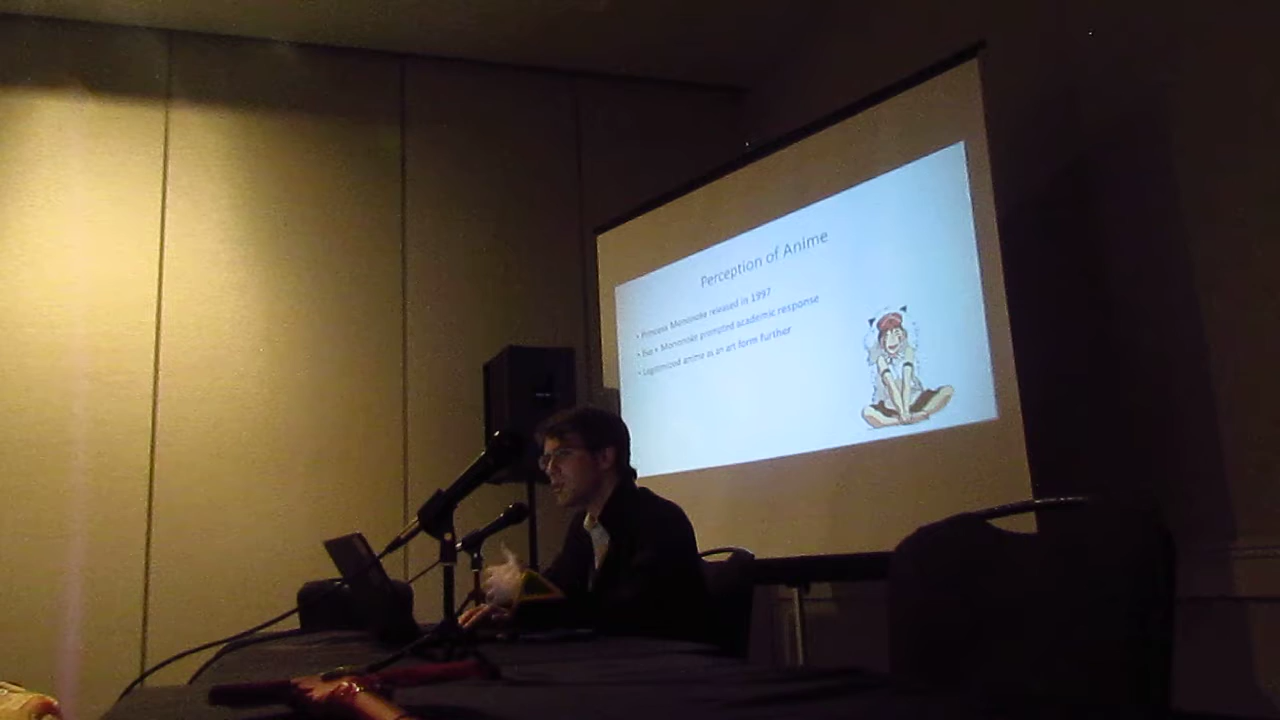 Perception of Anime
• Princess Mononoke released in 1997
• Eva + Mononoke prompted academic response
• Legitimized anime as an art form further